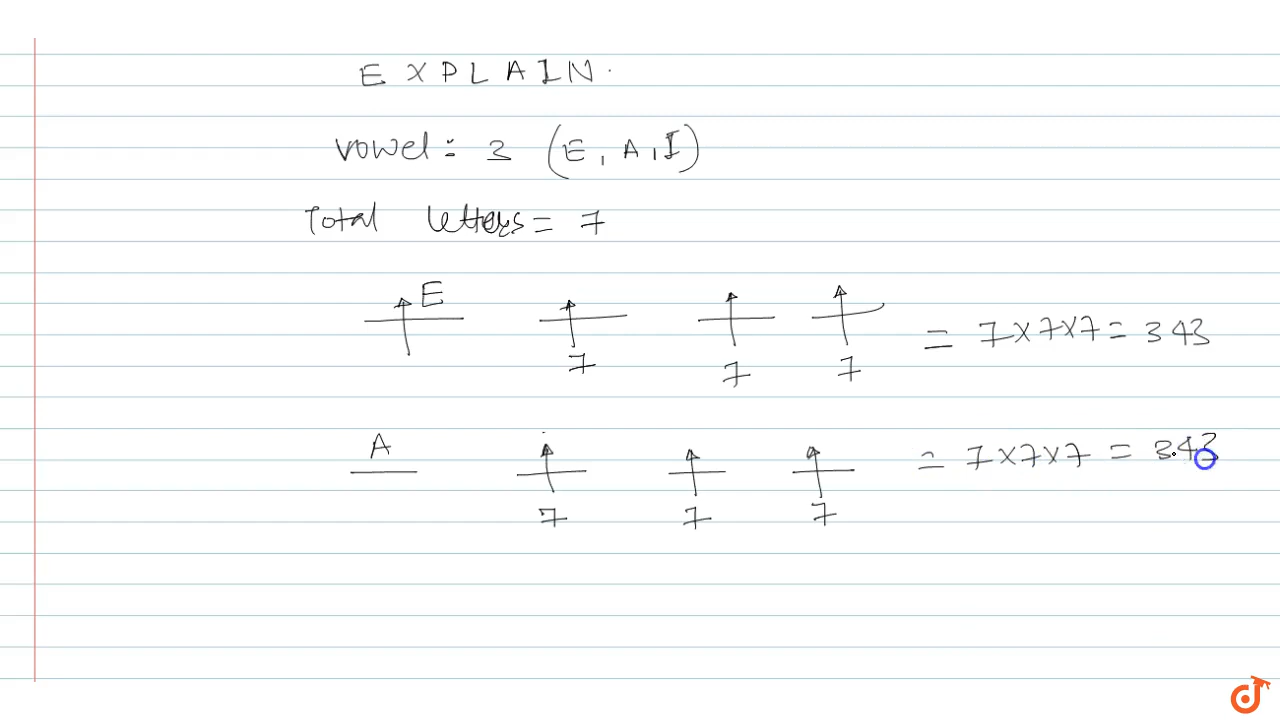 EXPLAIN.
Vowel: 3 (E, A, I)
Total letters = 7
E
7 7 7 = 7×7×7 = 343
A
7 7 7 = 7×7×7 = 343